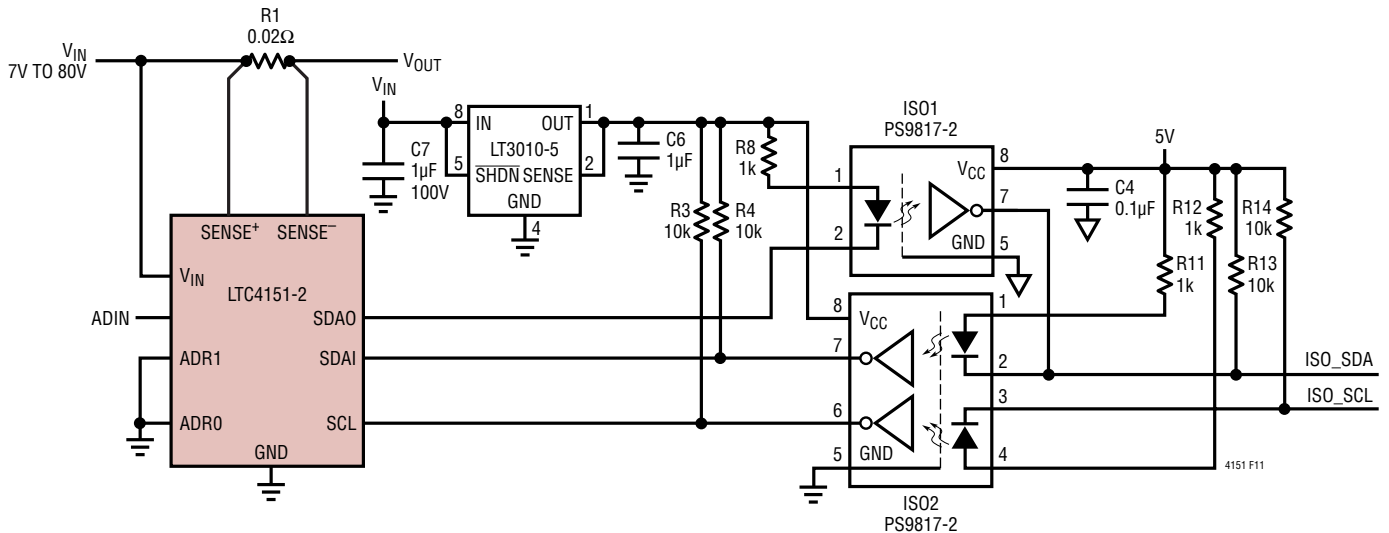 R1
0.02Ω
VIN
7V TO 80V
VOUT
VIN
C7
1µF
100V
8
IN
OUT
1
LT3010-5
5
SHDN
SENSE
2
GND
4
C6
1µF
R8
1k
R3
10k
R4
10k
ISO1
PS9817-2
1
2
VCC
8
7
GND
5
5V
C4
0.1µF
R12
1k
R14
10k
R11
1k
R13
10k
SENSE+
SENSE–
VIN
LTC4151-2
ADIN
SDAO
ADR1
SDAI
ADR0
SCL
GND
8
VCC
7
6
5
GND
1
2
3
4
ISO2
PS9817-2
ISO_SDA
ISO_SCL
4151 F11